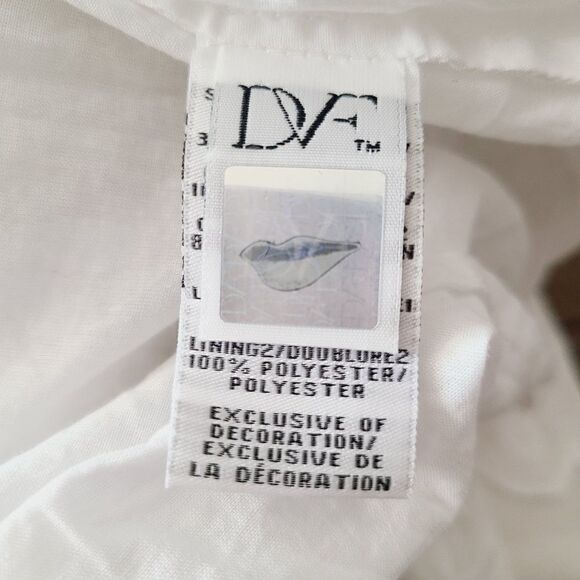 DVF™
LINING2/DOUBLURE2
100% POLYESTER/
POLYESTER
EXCLUSIVE OF
DECORATION/
EXCLUSIVE DE
LA DÉCORATION